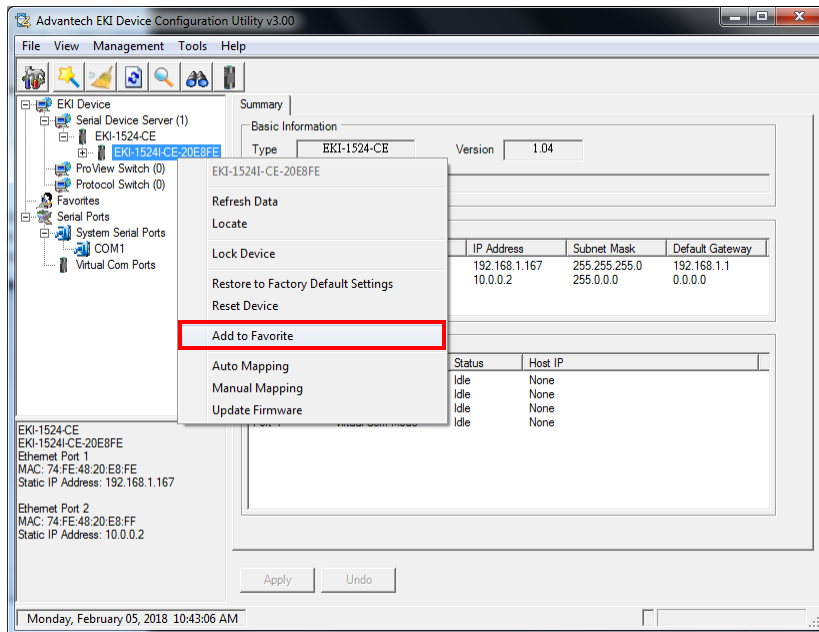 Advantech EKI Device Configuration Utility v3.00
File View Management Tools Help
EKI Device
Serial Device Server (1)
EKI-1524-CE
EKI-1524I-CE-20E8FE
ProView Switch (0)
Protocol Switch (0)
Favorites
Serial Ports
System Serial Ports
COM1
Virtual Com Ports
EKI-1524-CE
EKI-1524I-CE-20E8FE
Ethernet Port 1
MAC: 74:FE:48:20:E8:FE
Static IP Address: 192.168.1.167
Ethernet Port 2
MAC: 74:FE:48:20:E8:FF
Static IP Address: 10.0.0.2
Summary
Basic Information
Type EKI-1524-CE Version 1.04
EKI-1524I-CE-20E8FE
Refresh Data
Locate
Lock Device
Restore to Factory Default Settings
Reset Device
Add to Favorite
Auto Mapping
Manual Mapping
Update Firmware
IP Address Subnet Mask Default Gateway
192.168.1.167 255.255.255.0 192.168.1.1
10.0.0.2 255.0.0.0 0.0.0.0
Status Host IP
Idle None
Idle None
Idle None
Idle None
Apply Undo
Monday, February 05, 2018 10:43:06 AM